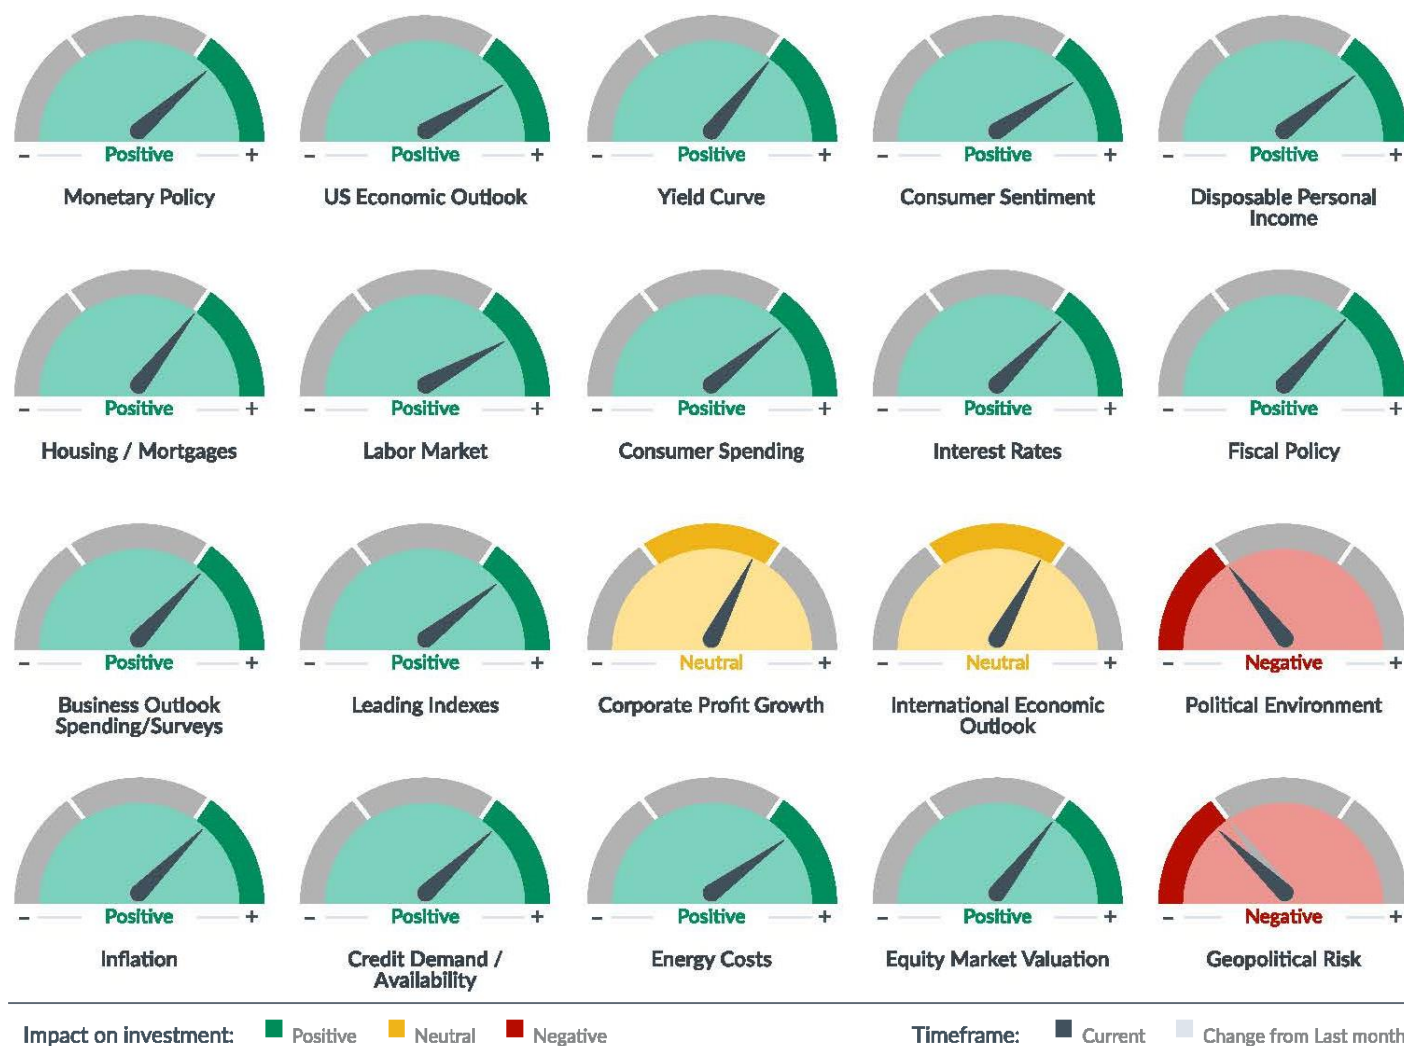 - Positive +
- Positive +
- Positive +
- Positive +
- Positive +
Monetary Policy
US Economic Outlook
Yield Curve
Consumer Sentiment
Disposable Personal
Income
- Positive +
- Positive +
- Positive +
- Positive +
- Positive +
Housing / Mortgages
Labor Market
Consumer Spending
Interest Rates
Fiscal Policy
- Positive +
- Positive +
- Neutral +
- Neutral +
- Negative +
Business Outlook
Spending/Surveys
Leading Indexes
Corporate Profit Growth
International Economic
Outlook
Political Environment
- Positive +
- Positive +
- Positive +
- Positive +
- Negative +
Inflation
Credit Demand /
Availability
Energy Costs
Equity Market Valuation
Geopolitical Risk
Impact on investment: Positive Neutral Negative
Timeframe: Current Change from Last month